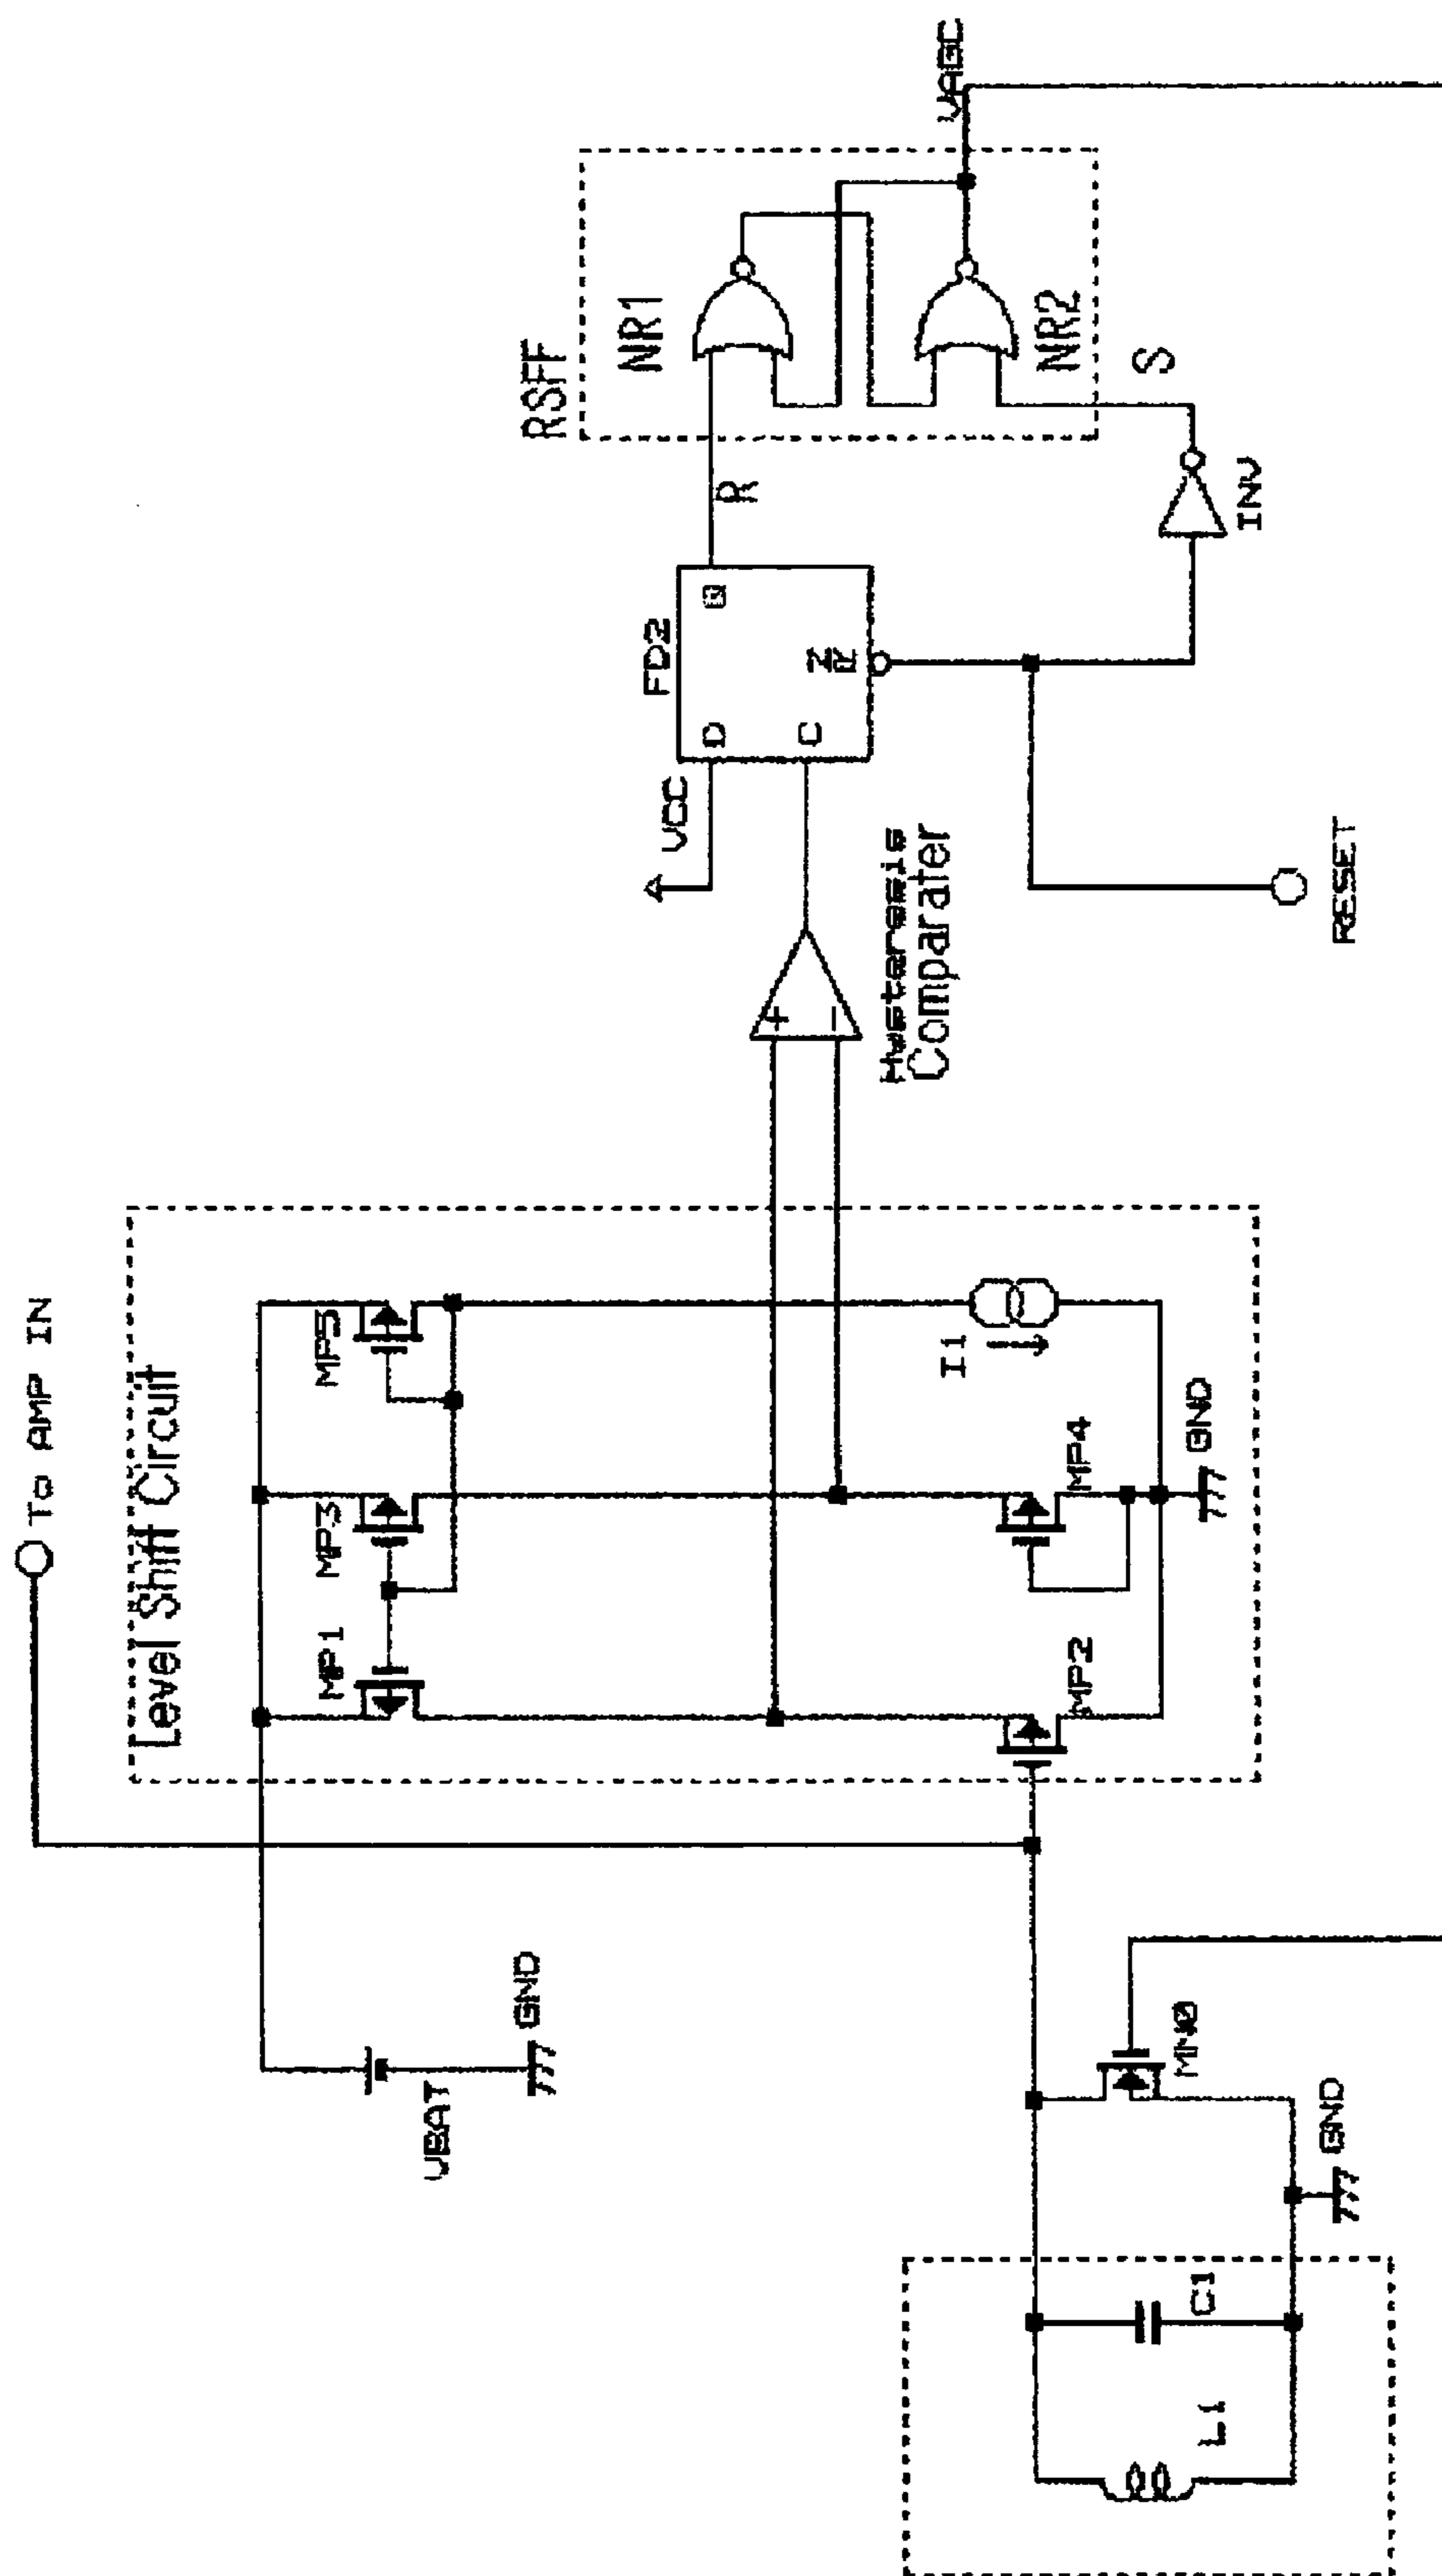 To AMP IN
Level Shift Circuit
MP1
MP3
MP5
MP2
MP4
I1
GND
VBAT
GND
L1
C1
MN0
GND
Hysteresis
Comparater
VCC
FD2
D
Q
C
RESET
R
INV
S
RSFF
NR1
NR2
VAGC